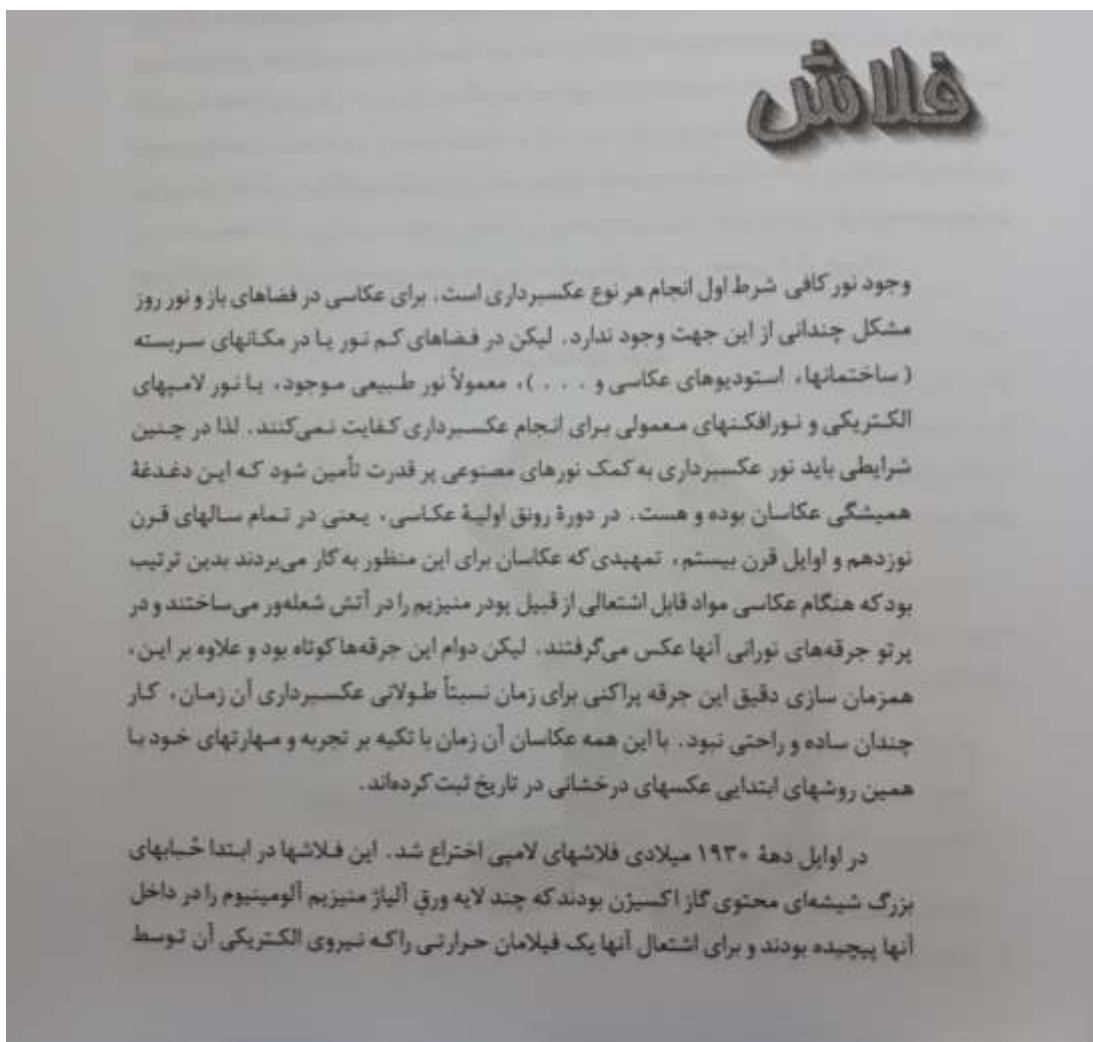 فلاش
وجود نور کافی شرط اول انجام هر نوع عکسبرداری است. برای عکاسی در فضاهای باز و نور روز
مشکل چندانی از این جهت وجود ندارد. لیکن در فضاهای کم نور یا در مکانهای سربسته
( ساختمانها، استودیوهای عکاسی و . . . )، معمولاً نور طبیعی موجود، یا نور لامپهای
الکتریکی و نورافکنهای معمولی برای انجام عکسبرداری کفایت نمی‌کنند. لذا در چنین
شرایطی باید نور عکسبرداری به کمک نورهای مصنوعی پر قدرت تأمین شود که این دغدغهٔ
همیشگی عکاسان بوده و هست. در دورهٔ رونق اولیهٔ عکاسی، یعنی در تمام سالهای قرن
نوزدهم و اوایل قرن بیستم، تمهیدی که عکاسان برای این منظور به کار می‌بردند بدین ترتیب
بود که هنگام عکاسی مواد قابل اشتعالی از قبیل پودر منیزیم را در آتش شعله‌ور می‌ساختند و در
پرتو جرقه‌های نورانی آنها عکس می‌گرفتند. لیکن دوام این جرقه‌ها کوتاه بود و علاوه بر این،
همزمان سازی دقیق این جرقه پراکنی برای زمان نسبتاً طولانی عکسبرداری آن زمان، کار
چندان ساده و راحتی نبود. با این همه عکاسان آن زمان با تکیه بر تجربه و مهارتهای خود با
همین روشهای ابتدایی عکسهای درخشانی در تاریخ ثبت کرده‌اند.
در اوایل دههٔ ۱۹۳۰ میلادی فلاشهای لامپی اختراع شد. این فلاشها در ابتدا حُبابهای
بزرگ شیشه‌ای محتوی گاز اکسیژن بودند که چند لایه ورقِ آلیاژ منیزیم آلومینیوم را در داخل
آنها پیچیده بودند و برای اشتعال آنها یک فیلامان حرارتی را که نیروی الکتریکی آن توسط